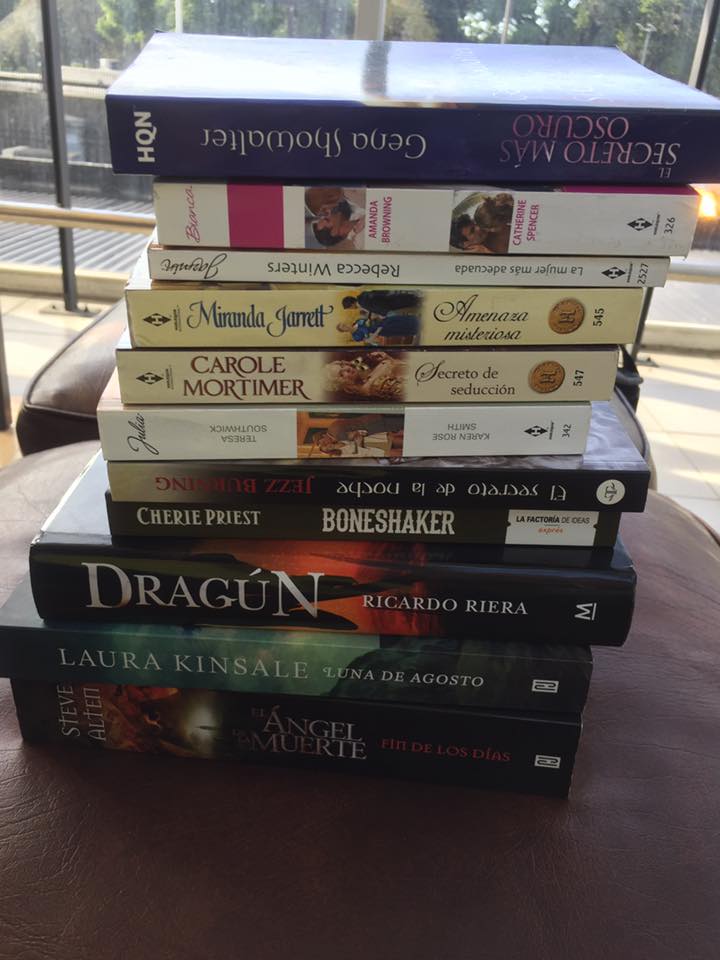 HQN
Gena Showalter
EL
SECRETO MÁS
OSCURO
Bianca
AMANDA
BROWNING
CATHERINE
SPENCER
326
Jazmín
Rebecca Winters
La mujer más adecuada
2527
Miranda Jarrett
Amenaza
misteriosa
545
CAROLE
MORTIMER
Secreto de
seducción
547
Julia
TERESA
SOUTHWICK
KAREN ROSE
SMITH
342
JEZZ BURNING
El secreto de la noche
CHERIE PRIEST
BONESHAKER
LA FACTORÍA DE IDEAS
exprés
DRAGÚN
RICARDO RIERA
M
LAURA KINSALE
LUNA DE AGOSTO
STEVE
ALTEN
EL ÁNGEL
DE LA MUERTE
FIN DE LOS DÍAS